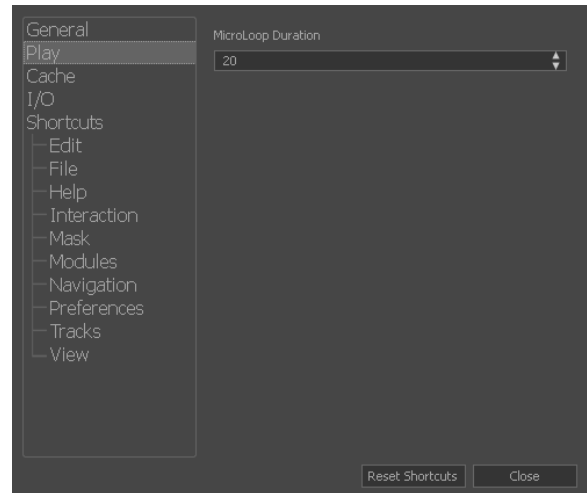 General
Play
Cache
I/O
Shortcuts
Edit
File
Help
Interaction
Mask
Modules
Navigation
Preferences
Tracks
View
MicroLoop Duration
20
Reset Shortcuts
Close